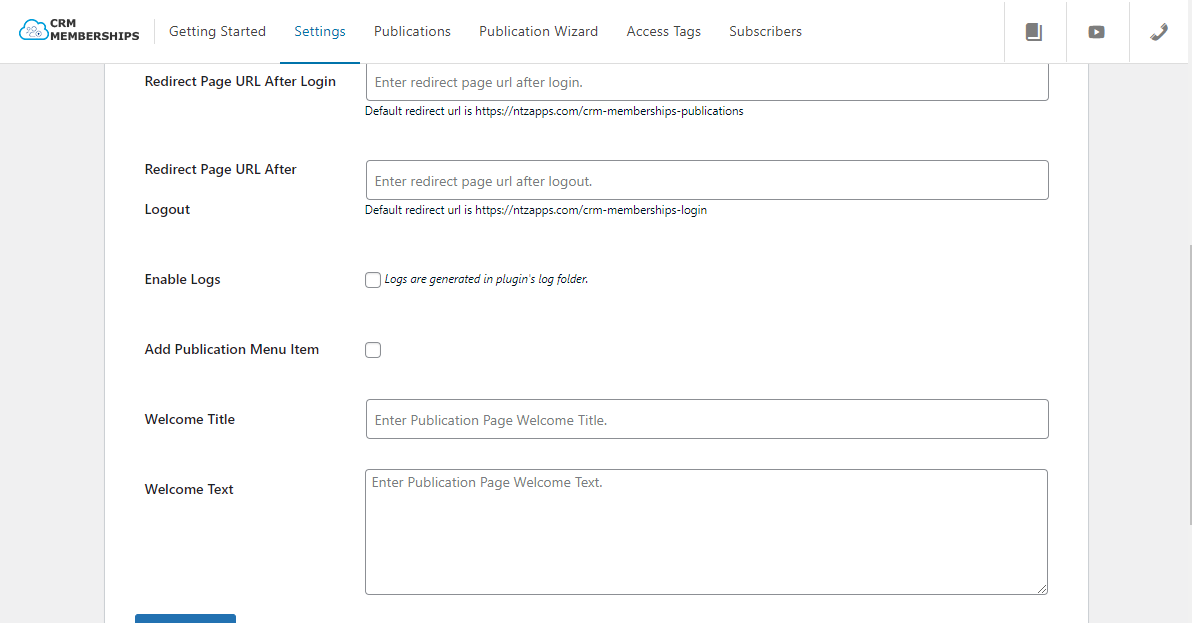 CRM
MEMBERSHIPS
Getting Started
Settings
Publications
Publication Wizard
Access Tags
Subscribers
Redirect Page URL After Login
Enter redirect page url after login.
Default redirect url is https://ntzapps.com/crm-memberships-publications
Redirect Page URL After
Logout
Enter redirect page url after logout.
Default redirect url is https://ntzapps.com/crm-memberships-login
Enable Logs
Logs are generated in plugin's log folder.
Add Publication Menu Item
Welcome Title
Enter Publication Page Welcome Title.
Welcome Text
Enter Publication Page Welcome Text.